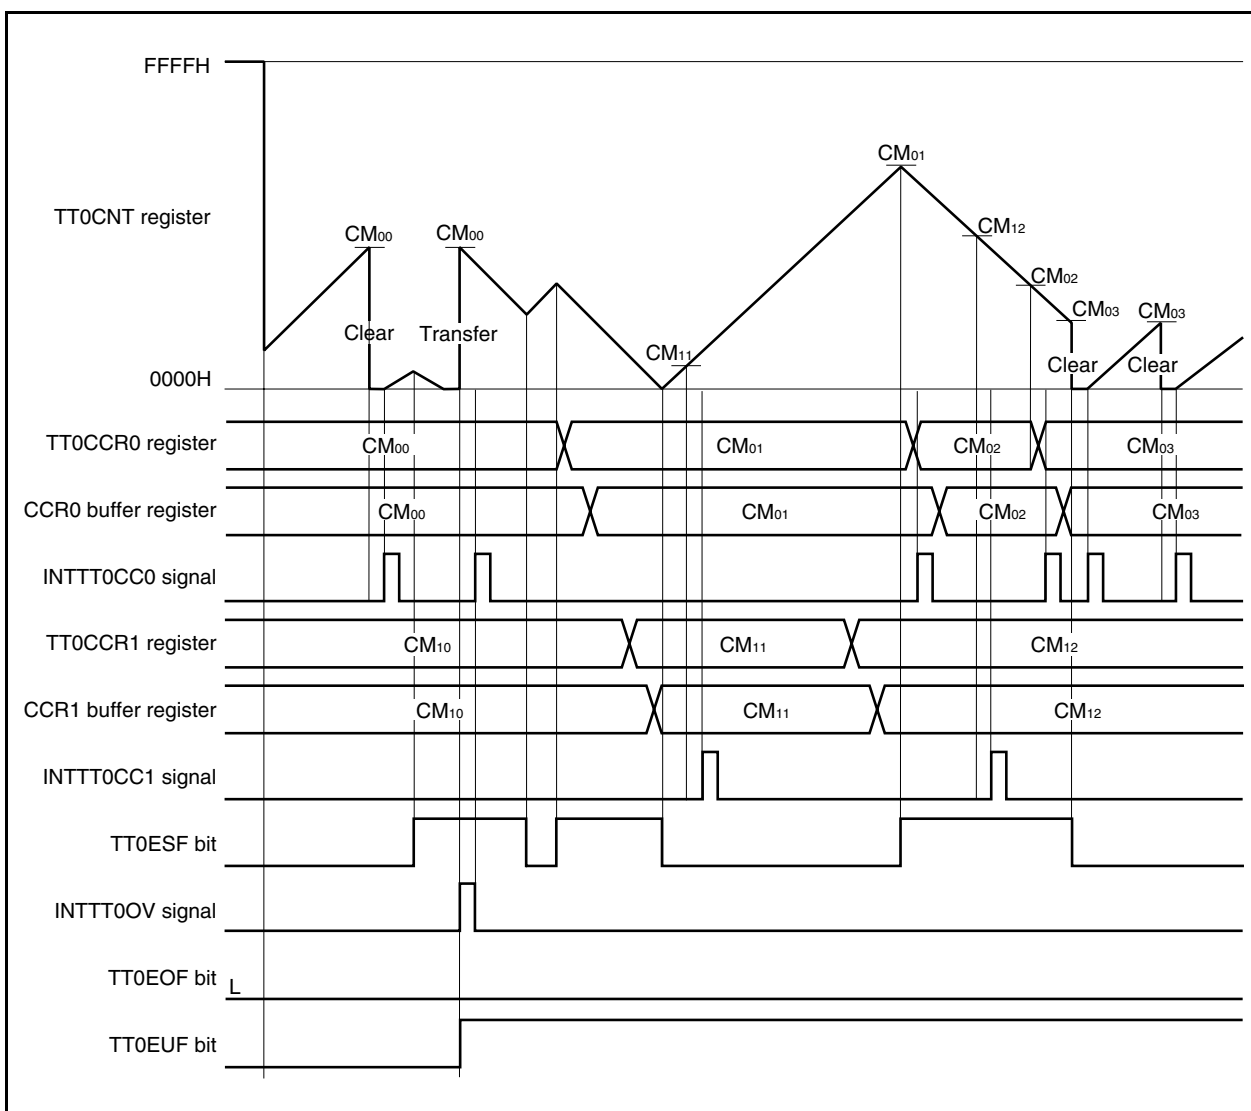 FFFFH
CM01
TT0CNT register
CM00
CM00
CM12
CM02
CM03
CM03
Clear
Transfer
CM11
Clear
Clear
0000H
TT0CCR0 register
CM00
CM01
CM02
CM03
CCR0 buffer register
CM00
CM01
CM02
CM03
INTTT0CC0 signal
TT0CCR1 register
CM10
CM11
CM12
CCR1 buffer register
CM10
CM11
CM12
INTTT0CC1 signal
TT0ESF bit
INTTT0OV signal
TT0EOF bit
L
TT0EUF bit